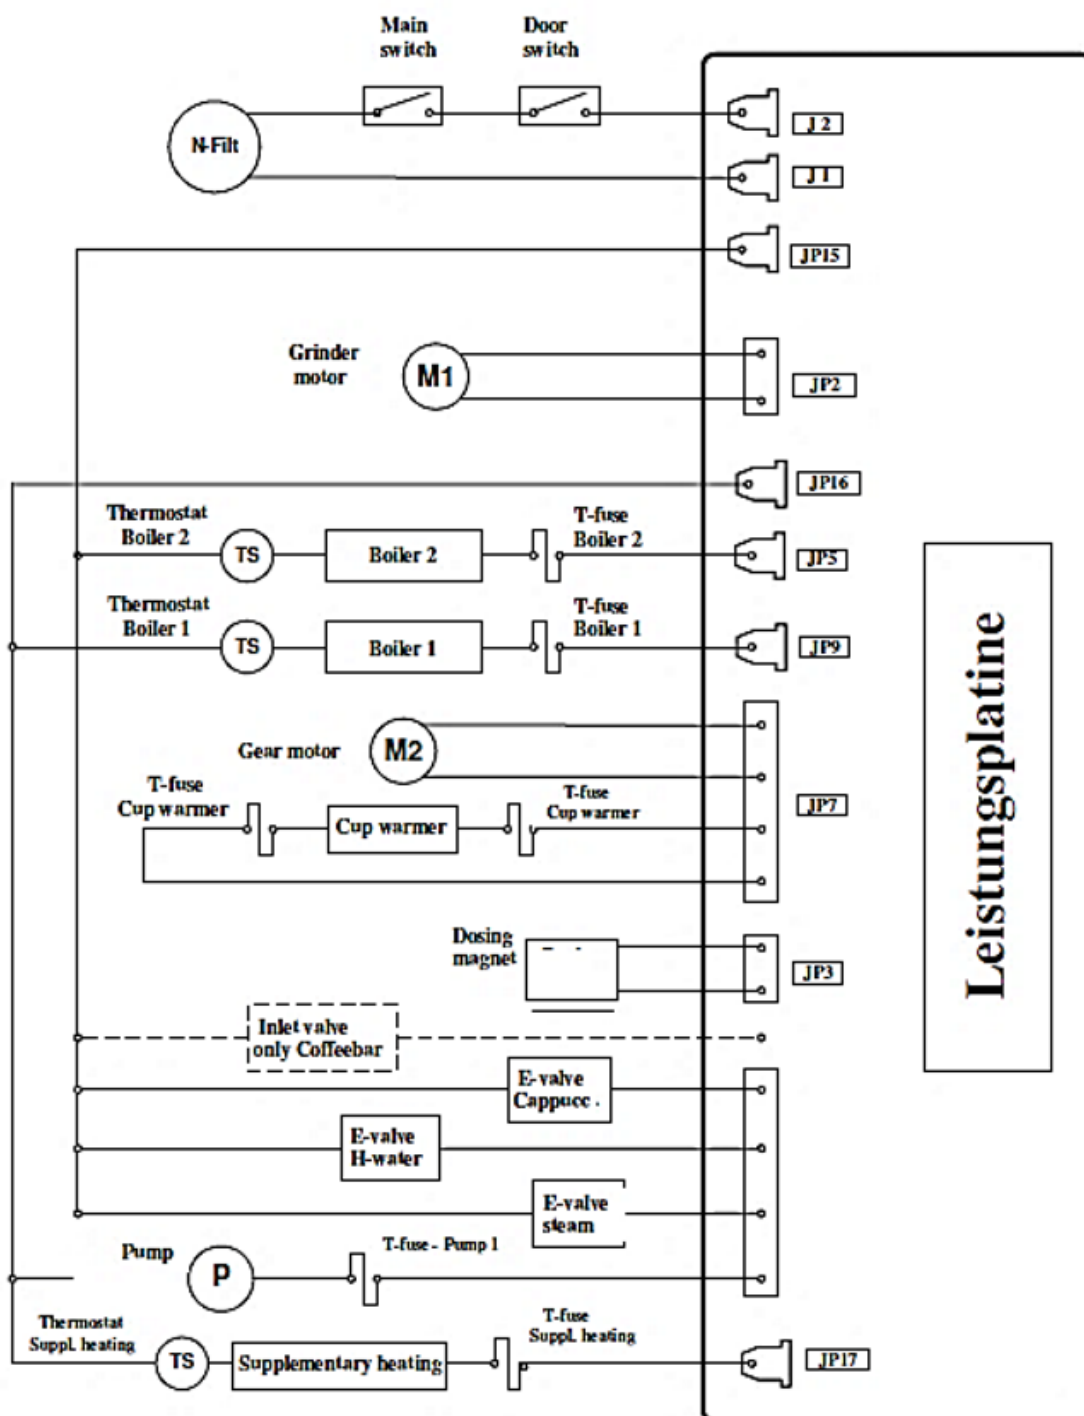 Main
switch
Door
switch
N-Filt
J 2
J 1
JP15
Grinder
motor
M1
JP2
JP16
Thermostat
Boiler 2
TS
Boiler 2
T-fuse
Boiler 2
JP5
Thermostat
Boiler 1
TS
Boiler 1
T-fuse
Boiler 1
JP9
Gear motor
M2
T-fuse
Cup warmer
Cup warmer
T-fuse
Cup warmer
JP7
Leistungsplatine
Dosing
magnet
JP3
Inlet valve
only Coffeebar
E-valve
Cappucc .
E-valve
H-water
E-valve
steam
Pump
P
T-fuse - Pump 1
Thermostat
Suppl. heating
TS
Supplementary heating
T-fuse
Suppl. heating
JP17